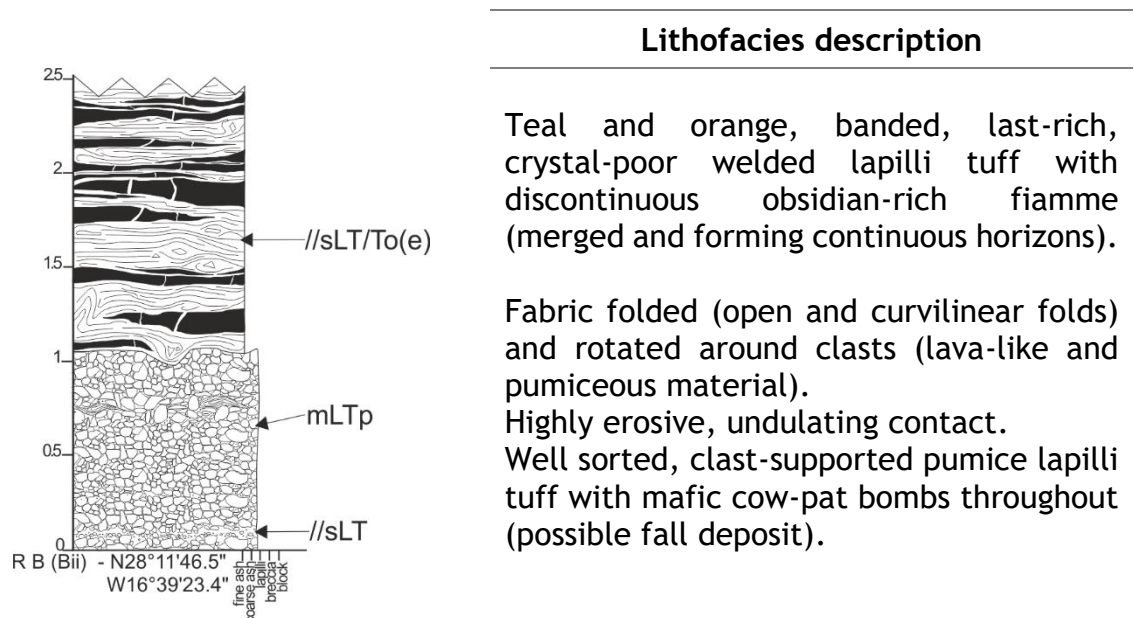 Lithofacies description
25
2
1.5
1
0.5
0
//sLT/To(e)
mLTp
//sLT
R B (Bii) - N28°11'46.5"
W16°39'23.4"
fine ash
coarse ash
lapilli
breccia
block
Teal and orange, banded, last-rich,
crystal-poor welded lapilli tuff with
discontinuous obsidian-rich fiamme
(merged and forming continuous horizons).
Fabric folded (open and curvilinear folds)
and rotated around clasts (lava-like and
pumiceous material).
Highly erosive, undulating contact.
Well sorted, clast-supported pumice lapilli
tuff with mafic cow-pat bombs throughout
(possible fall deposit).